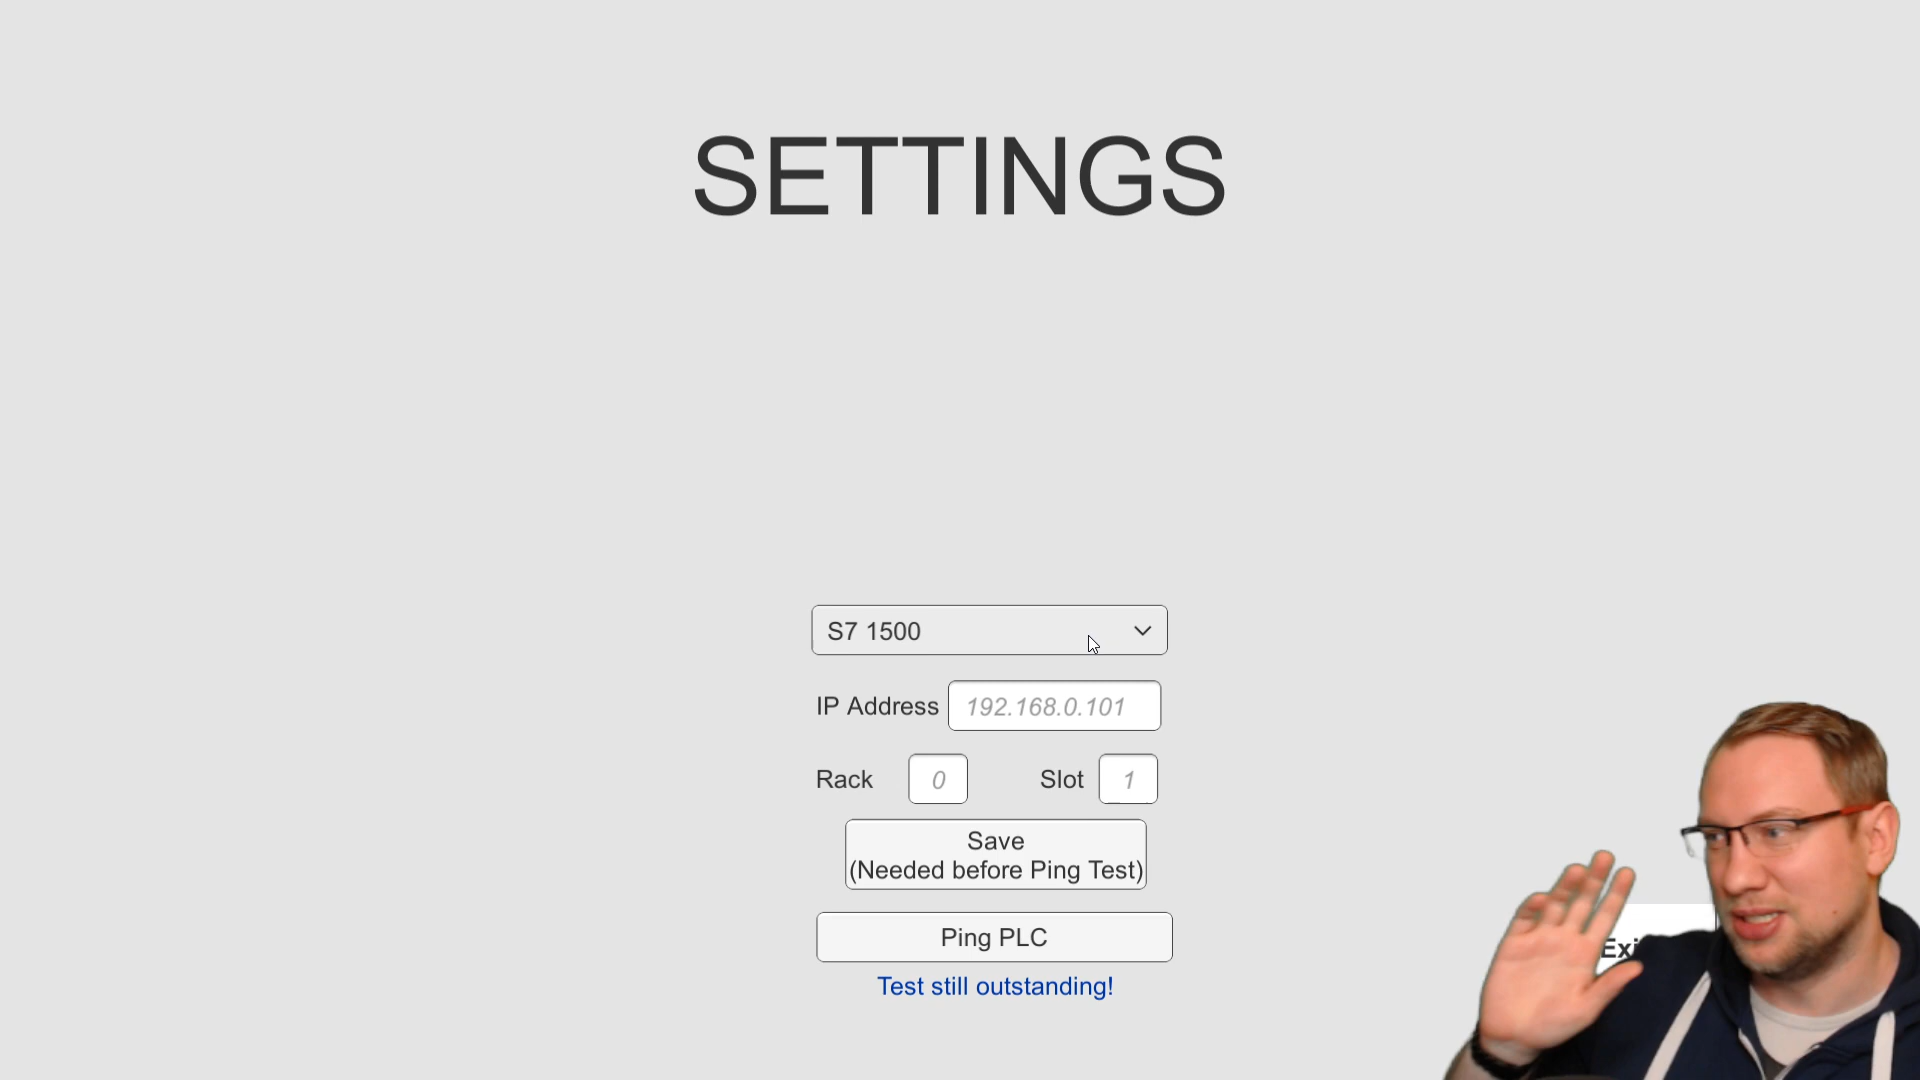 SETTINGS
S7 1500
IP Address 192.168.0.101
Rack 0 Slot 1
Save
(Needed before Ping Test)
Ping PLC
Test still outstanding!